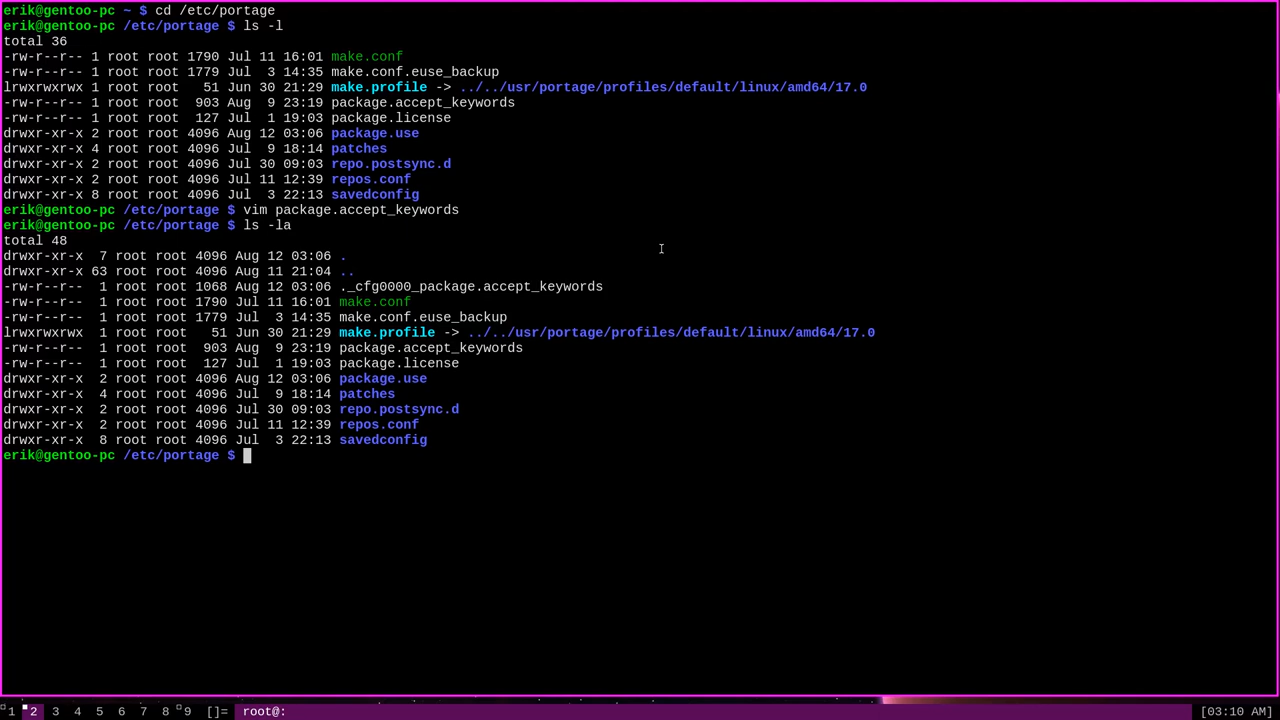 erik@gentoo-pc ~ $ cd /etc/portage
erik@gentoo-pc /etc/portage $ ls -l
total 36
-rw-r--r-- 1 root root 1790 Jul 11 16:01 make.conf
-rw-r--r-- 1 root root 1779 Jul  3 14:35 make.conf.euse_backup
lrwxrwxrwx 1 root root   51 Jun 30 21:29 make.profile -> ../../usr/portage/profiles/default/linux/amd64/17.0
-rw-r--r-- 1 root root  903 Aug  9 23:19 package.accept_keywords
-rw-r--r-- 1 root root  127 Jul  1 19:03 package.license
drwxr-xr-x 2 root root 4096 Aug 12 03:06 package.use
drwxr-xr-x 4 root root 4096 Jul  9 18:14 patches
drwxr-xr-x 2 root root 4096 Jul 30 09:03 repo.postsync.d
drwxr-xr-x 2 root root 4096 Jul 11 12:39 repos.conf
drwxr-xr-x 8 root root 4096 Jul  3 22:13 savedconfig
erik@gentoo-pc /etc/portage $ vim package.accept_keywords
erik@gentoo-pc /etc/portage $ ls -la
total 48
drwxr-xr-x  7 root root 4096 Aug 12 03:06 .
drwxr-xr-x 63 root root 4096 Aug 11 21:04 ..
-rw-r--r--  1 root root 1068 Aug 12 03:06 ._cfg0000_package.accept_keywords
-rw-r--r--  1 root root 1790 Jul 11 16:01 make.conf
-rw-r--r--  1 root root 1779 Jul  3 14:35 make.conf.euse_backup
lrwxrwxrwx  1 root root   51 Jun 30 21:29 make.profile -> ../../usr/portage/profiles/default/linux/amd64/17.0
-rw-r--r--  1 root root  903 Aug  9 23:19 package.accept_keywords
-rw-r--r--  1 root root  127 Jul  1 19:03 package.license
drwxr-xr-x  2 root root 4096 Aug 12 03:06 package.use
drwxr-xr-x  4 root root 4096 Jul  9 18:14 patches
drwxr-xr-x  2 root root 4096 Jul 30 09:03 repo.postsync.d
drwxr-xr-x  2 root root 4096 Jul 11 12:39 repos.conf
drwxr-xr-x  8 root root 4096 Jul  3 22:13 savedconfig
erik@gentoo-pc /etc/portage $
1 2 3 4 5 6 7 8 9 []= root@: [03:10 AM]